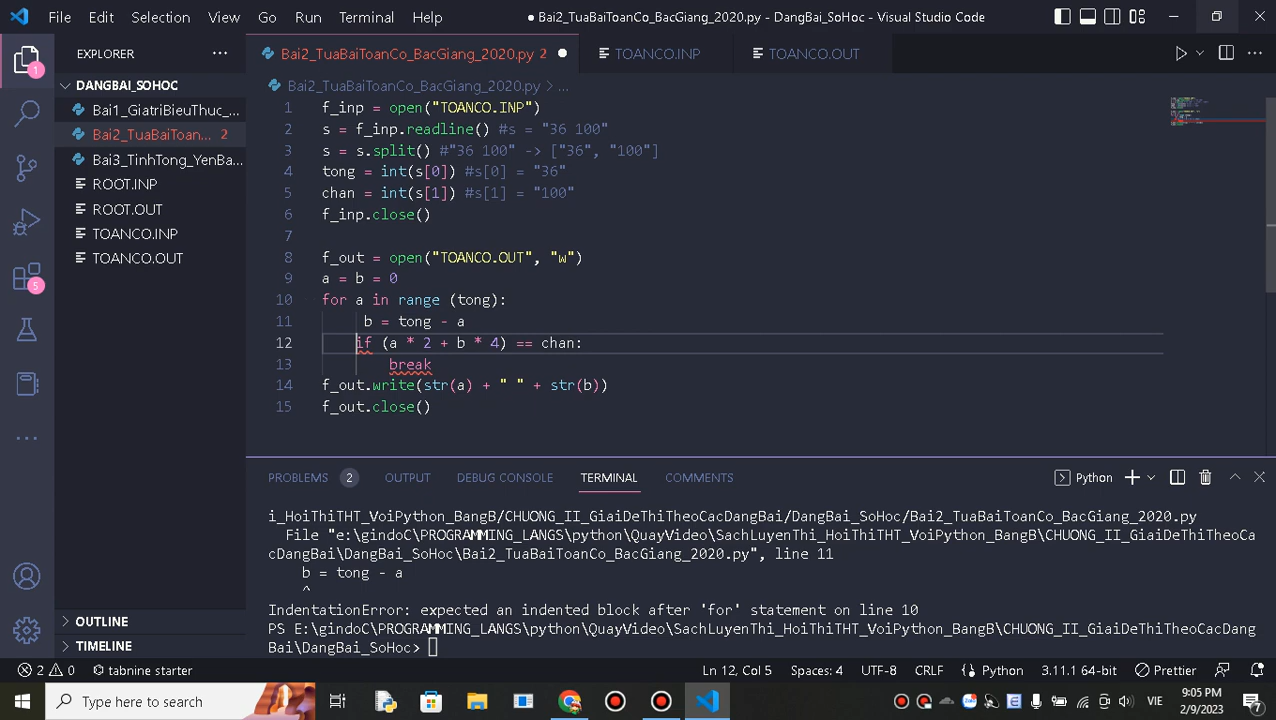 File Edit Selection View Go Run Terminal Help
● Bai2_TuaBaiToanCo_BacGiang_2020.py - DangBai_SoHoc - Visual Studio Code
EXPLORER ···
Bai2_TuaBaiToanCo_BacGiang_2020.py 2 ●
TOANCO.INP
TOANCO.OUT
DANGBAI_SOHOC
Bai1_GiatriBieuThuc_...
Bai2_TuaBaiToan... 2
Bai3_TinhTong_YenBa...
ROOT.INP
ROOT.OUT
TOANCO.INP
TOANCO.OUT
OUTLINE
TIMELINE
1
5
Bai2_TuaBaiToanCo_BacGiang_2020.py > ...
1 f_inp = open("TOANCO.INP")
2 s = f_inp.readline() #s = "36 100"
3 s = s.split() #"36 100" -> ["36", "100"]
4 tong = int(s[0]) #s[0] = "36"
5 chan = int(s[1]) #s[1] = "100"
6 f_inp.close()
7
8 f_out = open("TOANCO.OUT", "w")
9 a = b = 0
10 for a in range (tong):
11 b = tong - a
12 if (a * 2 + b * 4) == chan:
13 break
14 f_out.write(str(a) + " " + str(b))
15 f_out.close()
PROBLEMS 2 OUTPUT DEBUG CONSOLE TERMINAL COMMENTS
Python
i_HoiThiTHT_VoiPython_BangB/CHUONG_II_GiaiDeThiTheoCacDangBai/DangBai_SoHoc/Bai2_TuaBaiToanCo_BacGiang_2020.py
File "e:\gindoC\PROGRAMMING_LANGS\python\QuayVideo\SachLuyenThi_HoiThiTHT_VoiPython_BangB\CHUONG_II_GiaiDeThiTheoCa
cDangBai\DangBai_SoHoc\Bai2_TuaBaiToanCo_BacGiang_2020.py", line 11
b = tong - a
^
IndentationError: expected an indented block after 'for' statement on line 10
PS E:\gindoC\PROGRAMMING_LANGS\python\QuayVideo\SachLuyenThi_HoiThiTHT_VoiPython_BangB\CHUONG_II_GiaiDeThiTheoCacDang
Bai\DangBai_SoHoc>
2 0 tabnine starter
Ln 12, Col 5 Spaces: 4 UTF-8 CRLF {} Python 3.11.1 64-bit Prettier
Type here to search
VIE
9:05 PM
2/9/2023
7